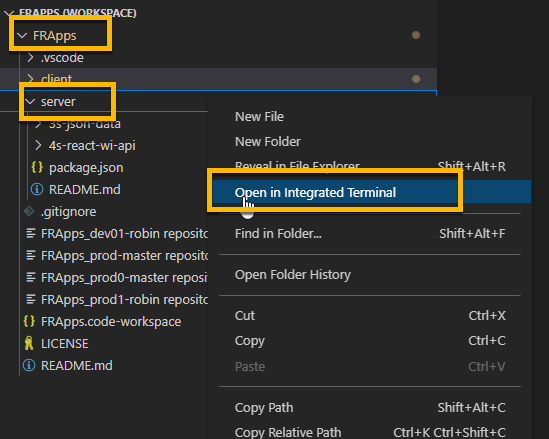 FRAPPS (WORKSPACE)
FRApps
.vscode
client
server
3s-json-data
4s-react-wi-api
package.json
README.md
.gitignore
FRApps_dev01-robin reposito
FRApps_prod-master reposito
FRApps_prod0-master reposi
FRApps_prod1-robin reposito
FRApps.code-workspace
LICENSE
README.md
New File
New Folder
Reveal in File Explorer Shift+Alt+R
Open in Integrated Terminal
Find in Folder... Shift+Alt+F
Open Folder History
Cut Ctrl+X
Copy Ctrl+C
Paste Ctrl+V
Copy Path Shift+Alt+C
Copy Relative Path Ctrl+K Ctrl+Shift+C